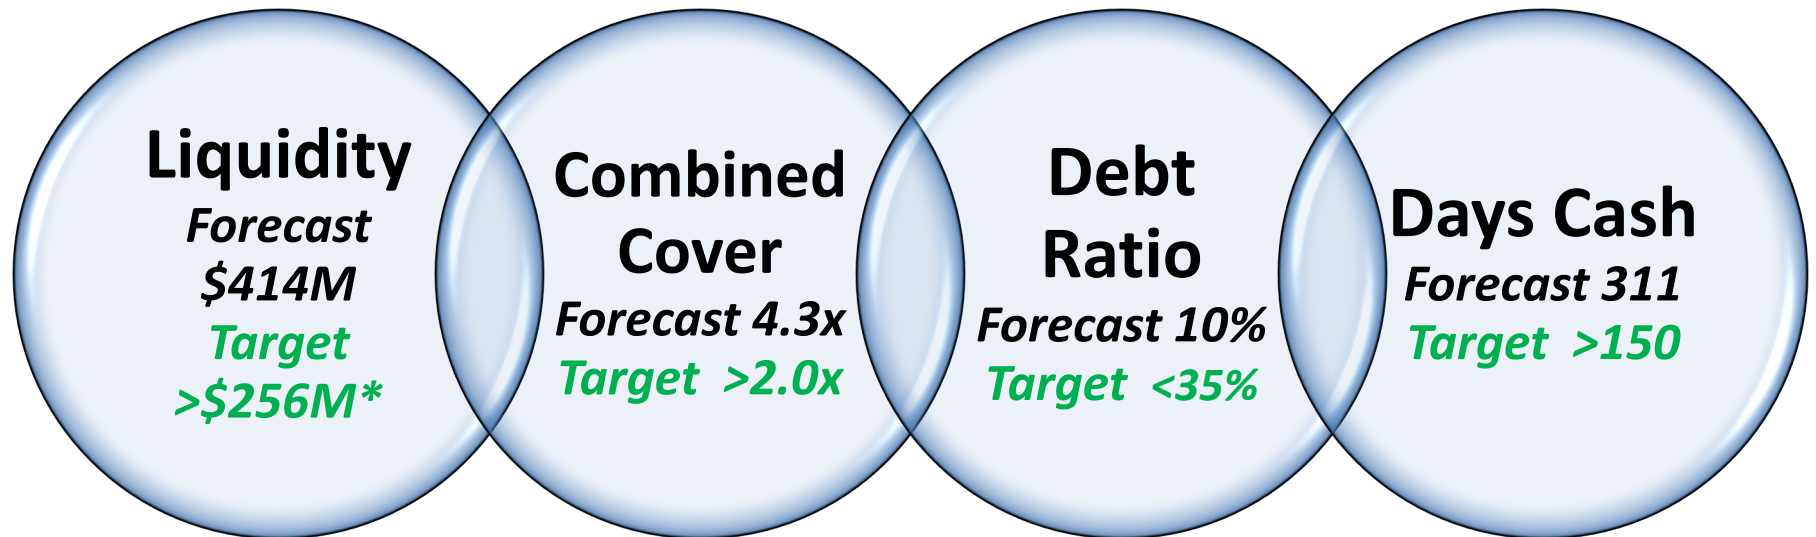 Liquidity
Forecast
$414M
Target
>$256M*
Combined
Cover
Forecast 4.3x
Target >2.0x
Debt
Ratio
Forecast 10%
Target <35%
Days Cash
Forecast 311
Target >150